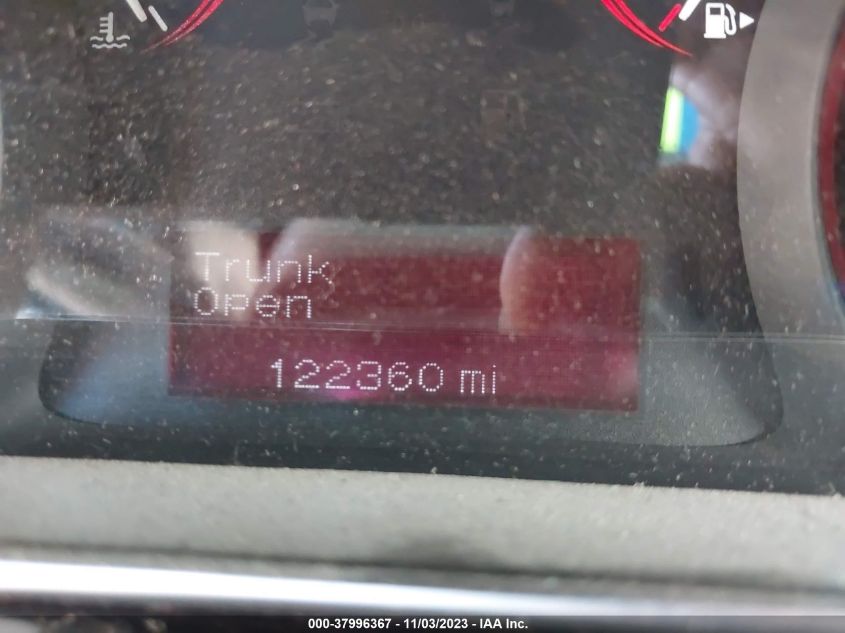 Trunk
Open
122360 mi
000-37996367 - 11/03/2023 - IAA Inc.